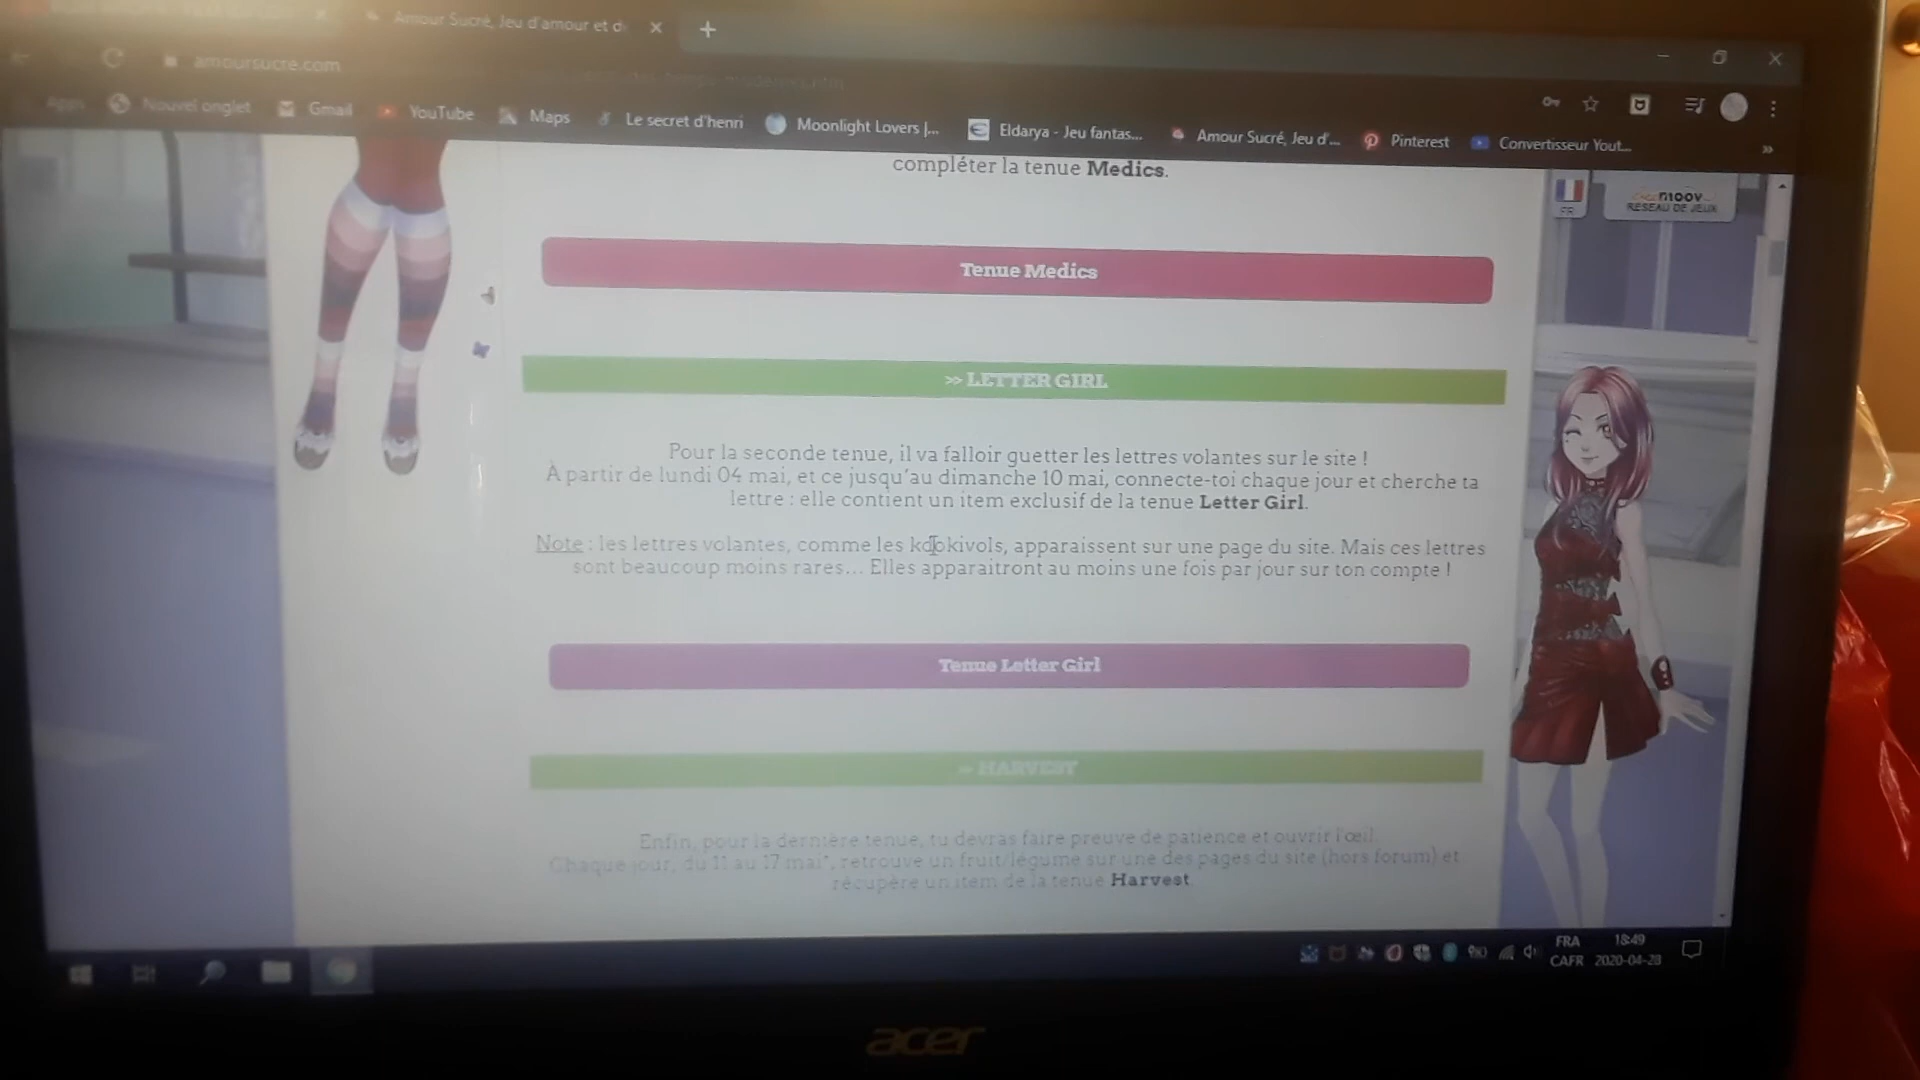 Amour Sucré, Jeu d'amour et d
amoursucre.com
Apps
Nouvel onglet
Gmail
YouTube
Maps
Le secret d'henri
Moonlight Lovers |...
Eldarya - Jeu fantas...
Amour Sucré, Jeu d'...
Pinterest
Convertisseur Yout...
compléter la tenue Medics.
FR
moov
RESEAU DE JEUX
Tenue Medics
>> LETTER GIRL
Pour la seconde tenue, il va falloir guetter les lettres volantes sur le site !
À partir de lundi 04 mai, et ce jusqu'au dimanche 10 mai, connecte-toi chaque jour et cherche ta
lettre : elle contient un item exclusif de la tenue Letter Girl.
Note : les lettres volantes, comme les kdokivols, apparaissent sur une page du site. Mais ces lettres
sont beaucoup moins rares... Elles apparaitront au moins une fois par jour sur ton compte !
Tenue Letter Girl
>> HARVEST
Enfin, pour la dernière tenue, tu devras faire preuve de patience et ouvrir l'œil.
Chaque jour, du 11 au 17 mai*, retrouve un fruit/légume sur une des pages du site (hors forum) et
récupère un item de la tenue Harvest.
FRA
CAFR
18:49
2020-04-28
acer